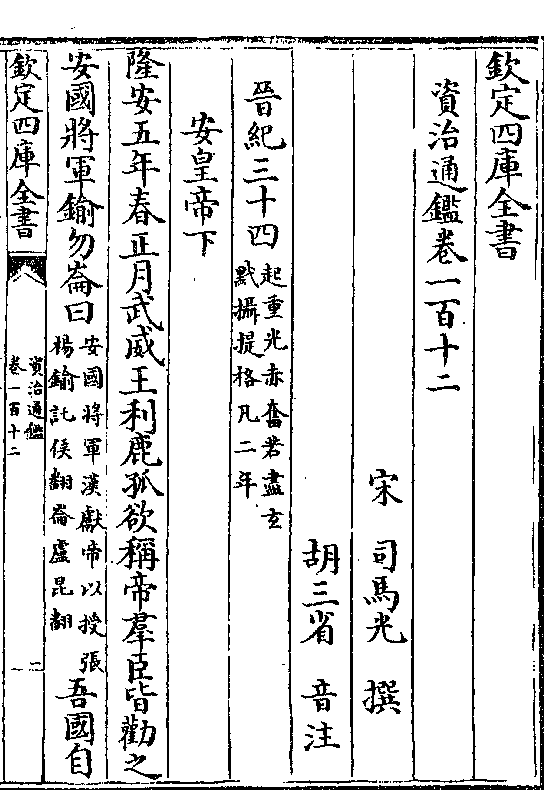 欽定四庫全書
資治通鑑卷一百十二
宋 司馬光 撰
胡三省 音注
晉紀三十四
起重光赤奮若盡玄
黓攝提格凡二年
安皇帝下
隆安五年春正月武威王利鹿孤欲稱帝羣臣皆勸之
安國將軍鍮勿崙曰
安國將軍漢獻帝以授張
楊鍮託侯翻崙盧昆翻
吾國自
欽定四庫全書
資治通鑑
卷一百十二